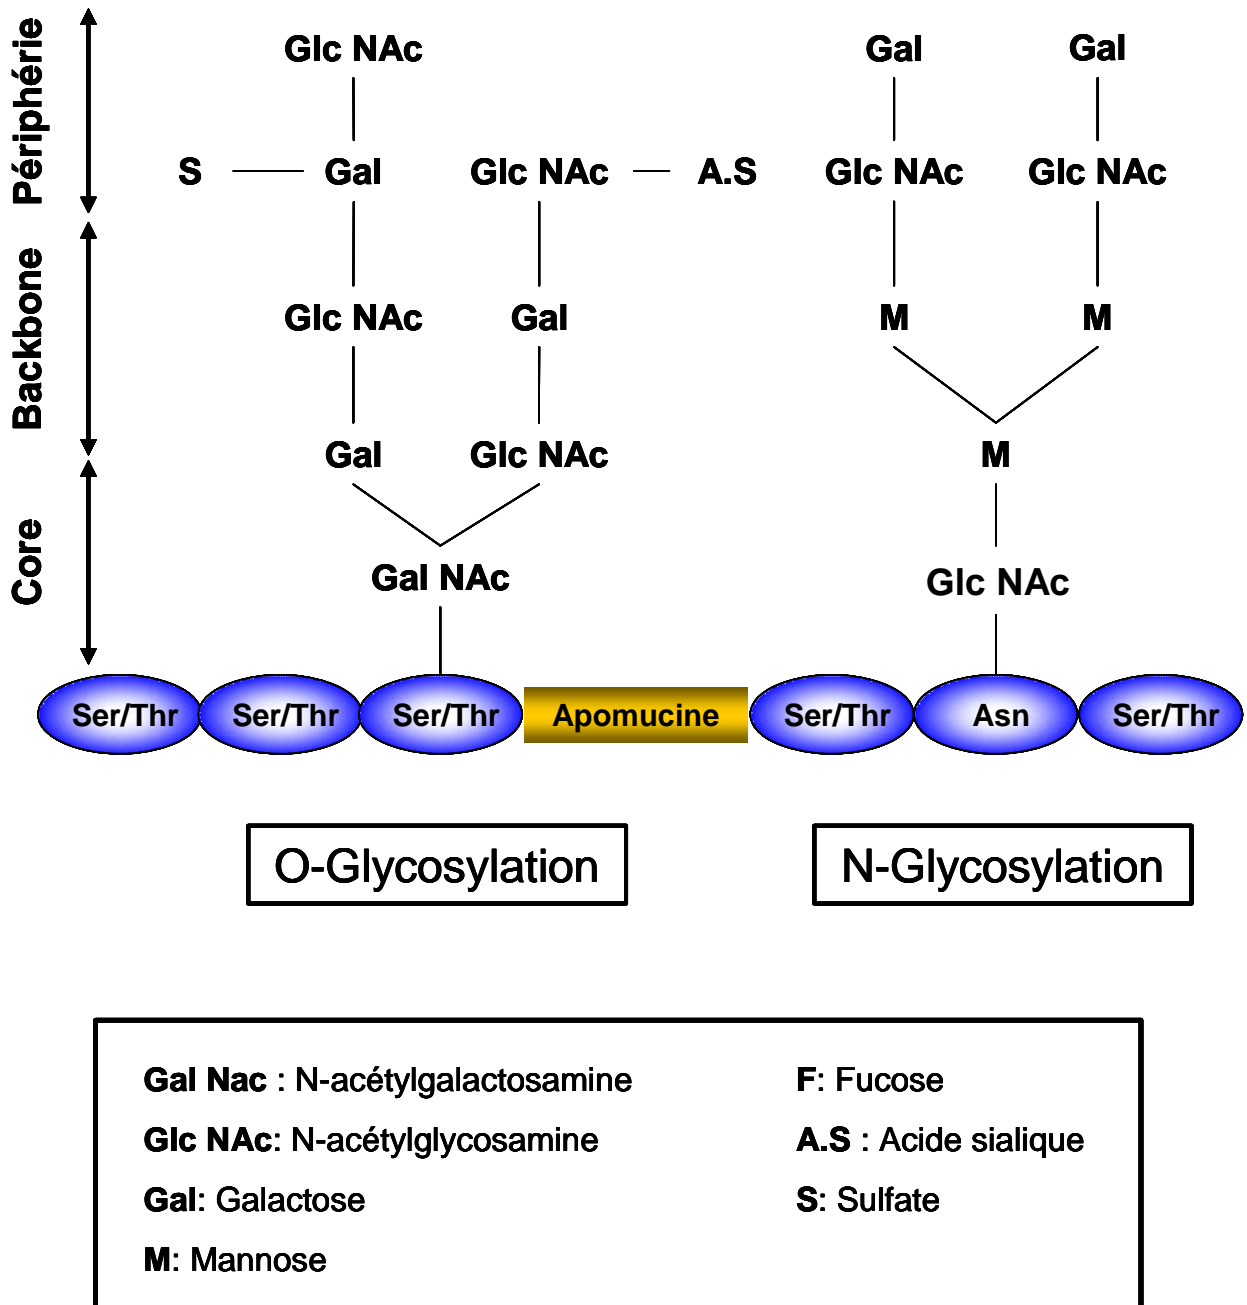 Périphérie
Backbone
Core
Glc NAc Gal Gal
S Gal Glc NAc A.S Glc NAc Glc NAc
Glc NAc Gal M M
Gal Glc NAc M
Gal NAc Glc NAc
Ser/Thr Ser/Thr Ser/Thr Apomucine Ser/Thr Asn Ser/Thr
O-Glycosylation N-Glycosylation
Gal Nac : N-acétylgalactosamine F: Fucose
Glc NAc: N-acétylglycosamine A.S : Acide sialique
Gal: Galactose S: Sulfate
M: Mannose